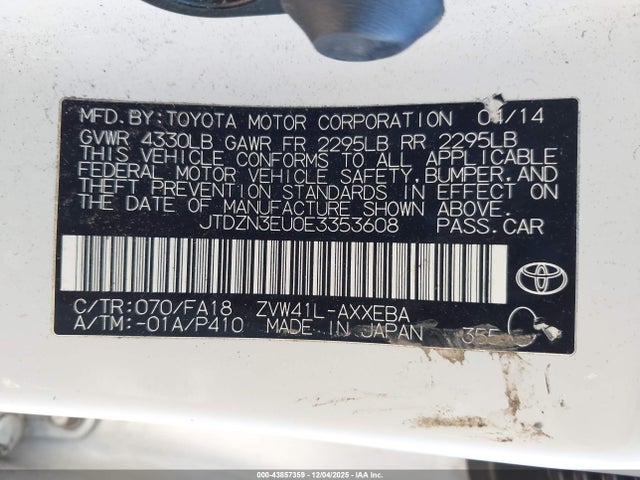 MFD. BY: TOYOTA MOTOR CORPORATION 04/14
GVWR 4330LB GAWR FR 2295LB RR 2295LB
THIS VEHICLE CONFORMS TO ALL APPLICABLE
FEDERAL MOTOR VEHICLE SAFETY, BUMPER, AND
THEFT PREVENTION STANDARDS IN EFFECT ON
THE DATE OF MANUFACTURE SHOWN ABOVE.
JTDZN3EU0E3353608 PASS. CAR
C/TR: 070/FA18 ZVW41L-AXXEBA
A/TM: -01A/P410 MADE IN JAPAN 355
000-43857359 | 12/04/2025 - IAA, Inc.